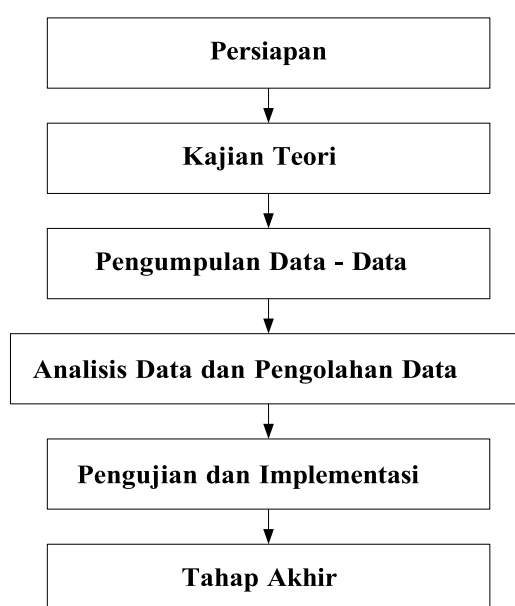 Persiapan
Kajian Teori
Pengumpulan Data - Data
Analisis Data dan Pengolahan Data
Pengujian dan Implementasi
Tahap Akhir